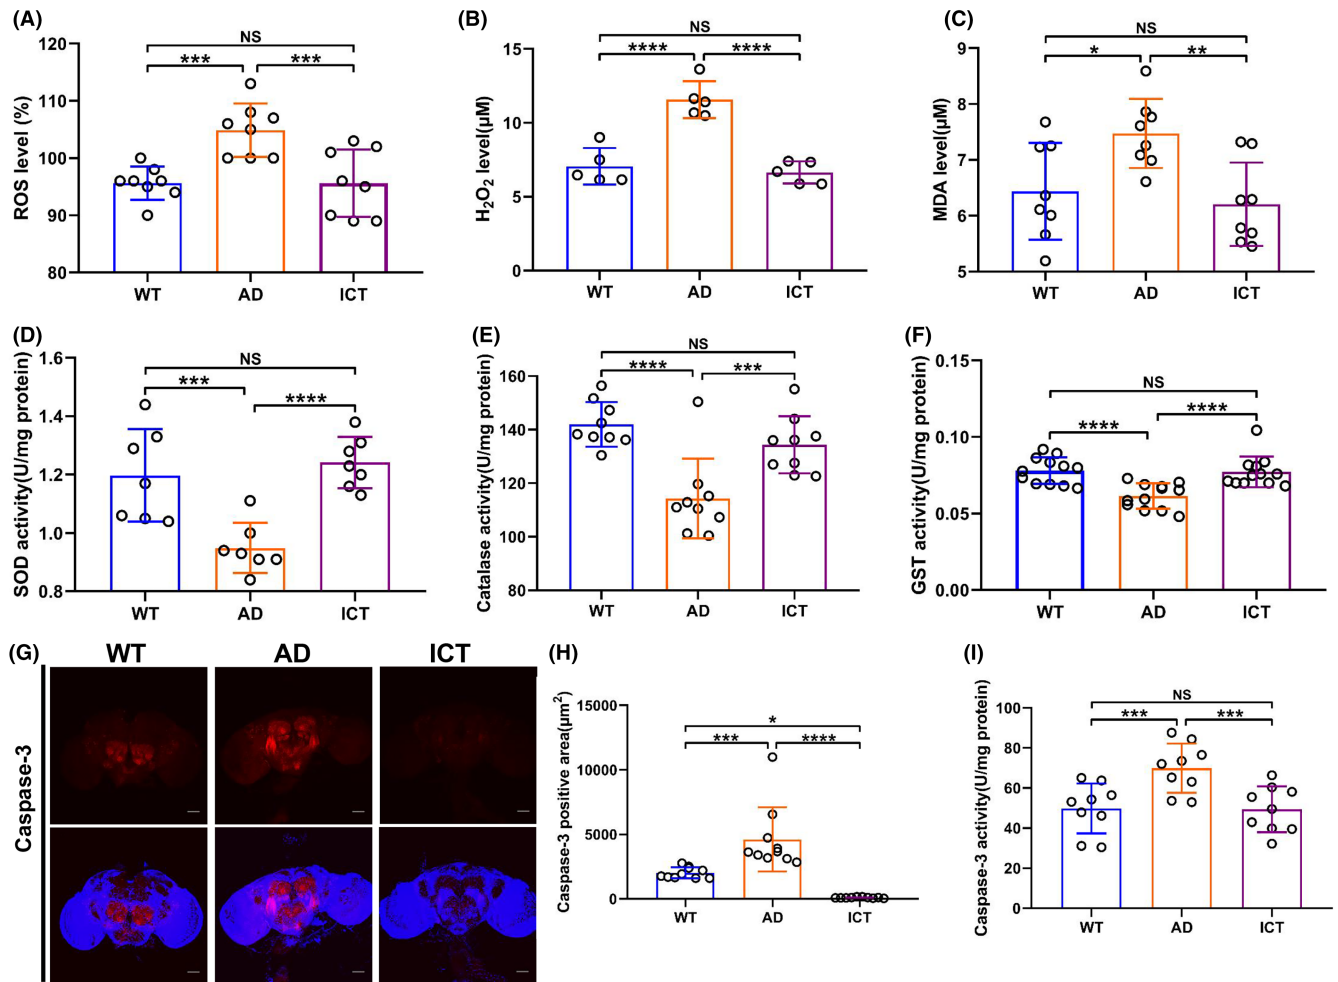 (A)
ROS level (%)
120
110
100
90
80
NS
***
***
WT AD ICT
(B)
H₂O₂ level(μM)
15
10
5
0
NS
****
****
WT AD ICT
(C)
MDA level(μM)
9
8
7
6
5
NS
*
**
WT AD ICT
(D)
SOD activity(U/mg protein)
1.6
1.4
1.2
1.0
0.8
NS
***
****
WT AD ICT
(E)
Catalase activity(U/mg protein)
160
140
120
100
80
NS
****
***
WT AD ICT
(F)
GST activity(U/mg protein)
0.15
0.10
0.05
0.00
NS
****
****
WT AD ICT
(G)
WT AD ICT
Caspase-3
(H)
Caspase-3 positive area(μm²)
15000
10000
5000
0
*
***
****
WT AD ICT
(I)
Caspase-3 activity(U/mg protein)
100
80
60
40
20
0
NS
***
***
WT AD ICT